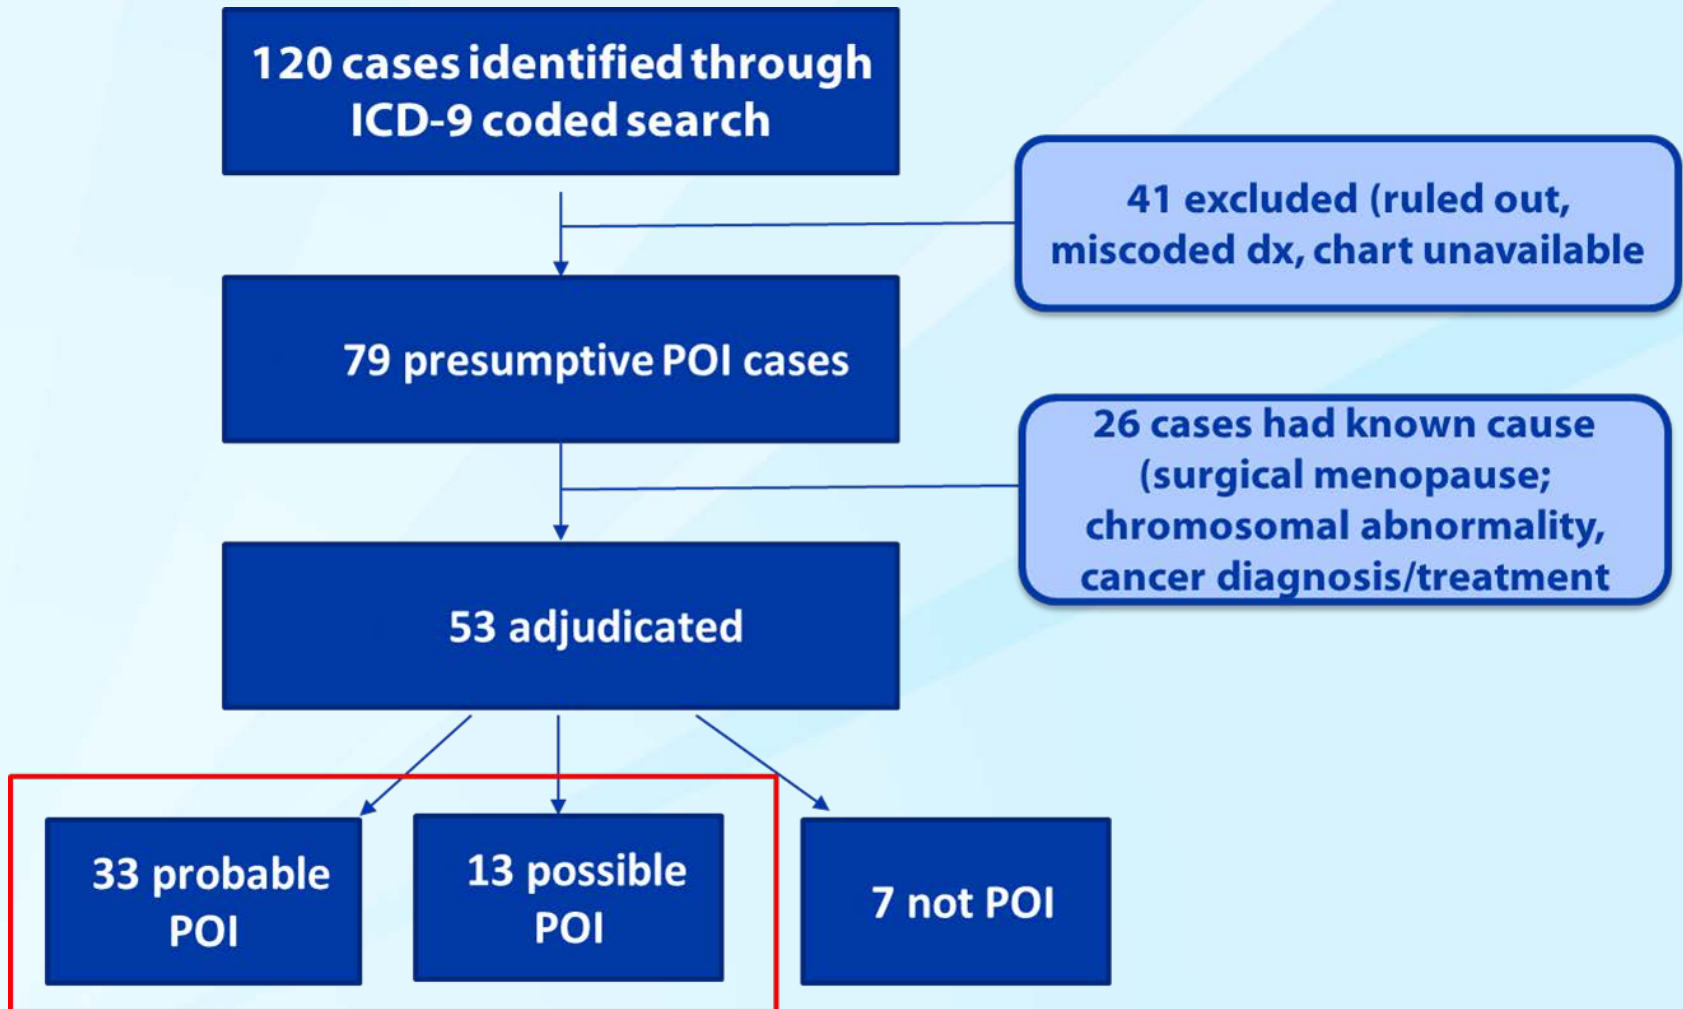 120 cases identified through
ICD-9 coded search
41 excluded (ruled out,
miscoded dx, chart unavailable
79 presumptive POI cases
26 cases had known cause
(surgical menopause;
chromosomal abnormality,
cancer diagnosis/treatment
53 adjudicated
33 probable
POI
13 possible
POI
7 not POI